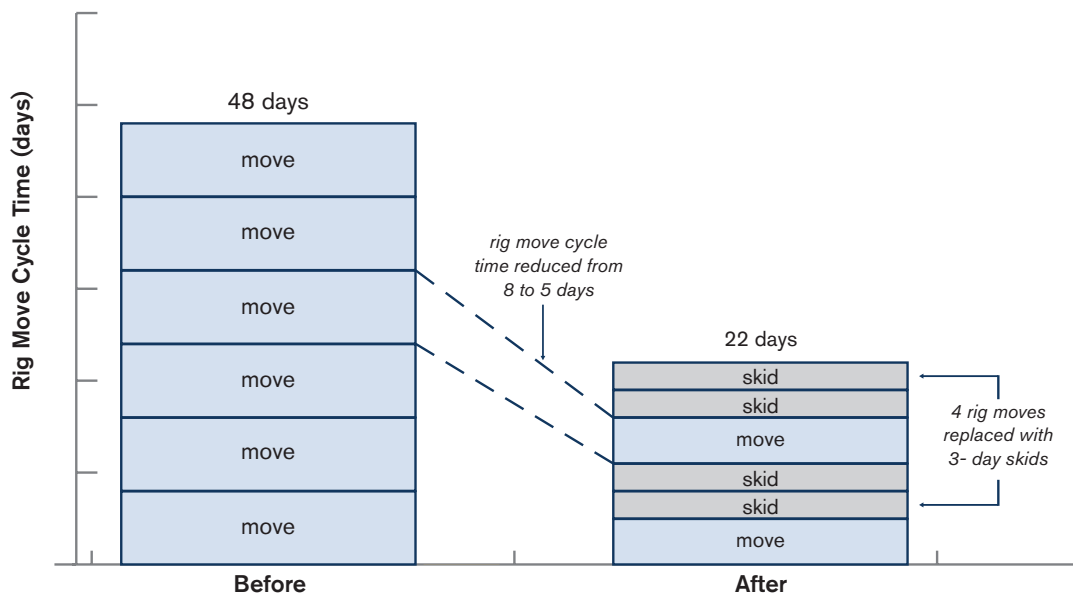 Rig Move Cycle Time (days)
48 days
move
move
move
move
move
move
rig move cycle
time reduced from
8 to 5 days
22 days
skid
skid
move
skid
skid
move
4 rig moves
replaced with
3- day skids
Before
After